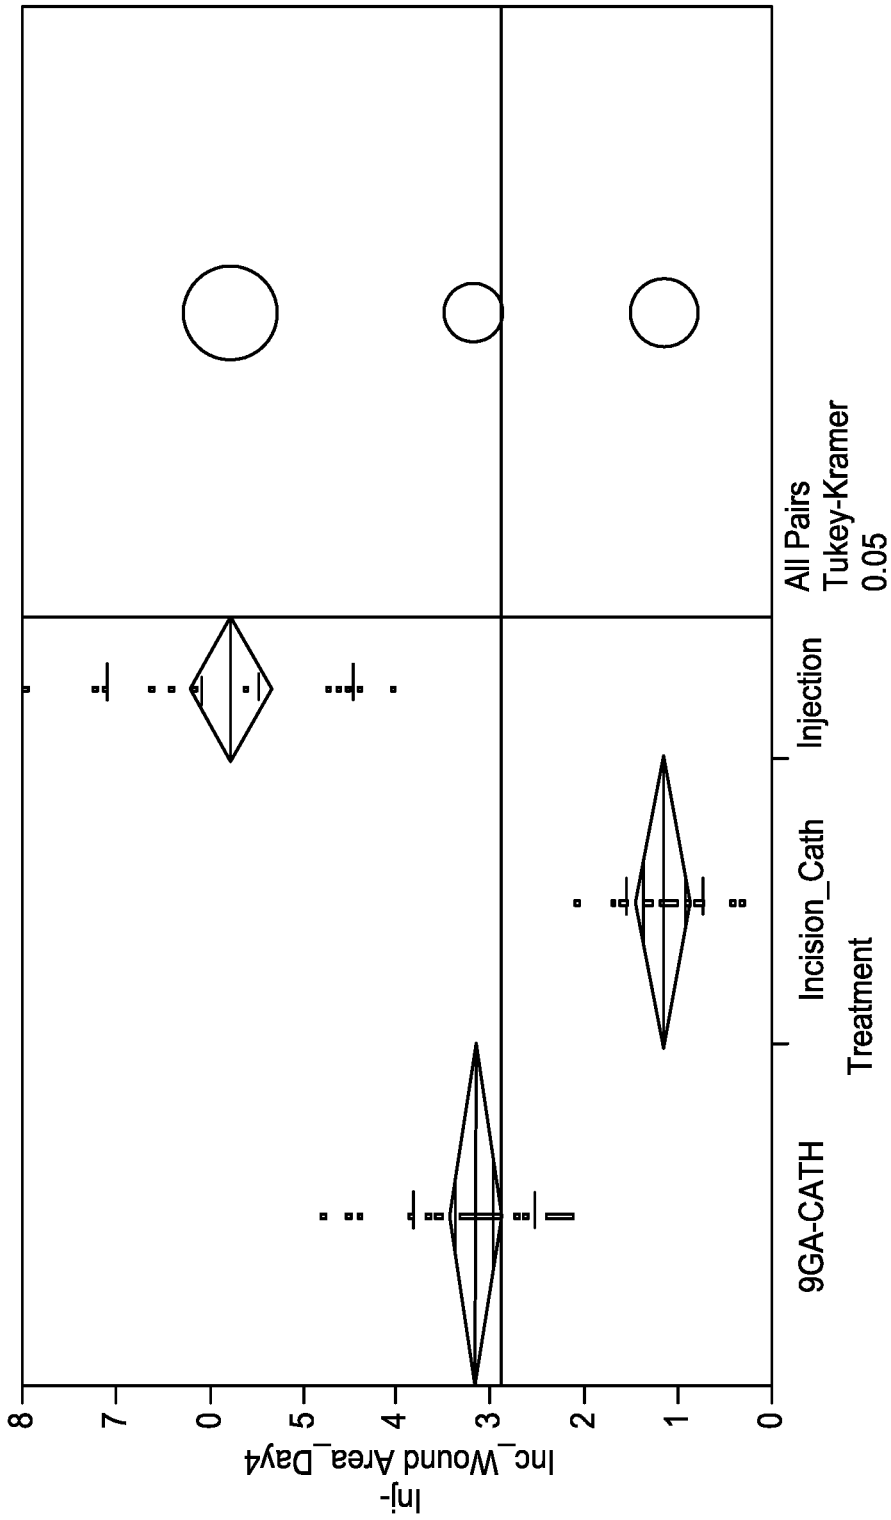 Inj-
Inc_Wound Area_Day4
8
7
0
5
4
3
2
1
0
9GA-CATH
Incision_Cath
Injection
Treatment
All Pairs
Tukey-Kramer
0.05